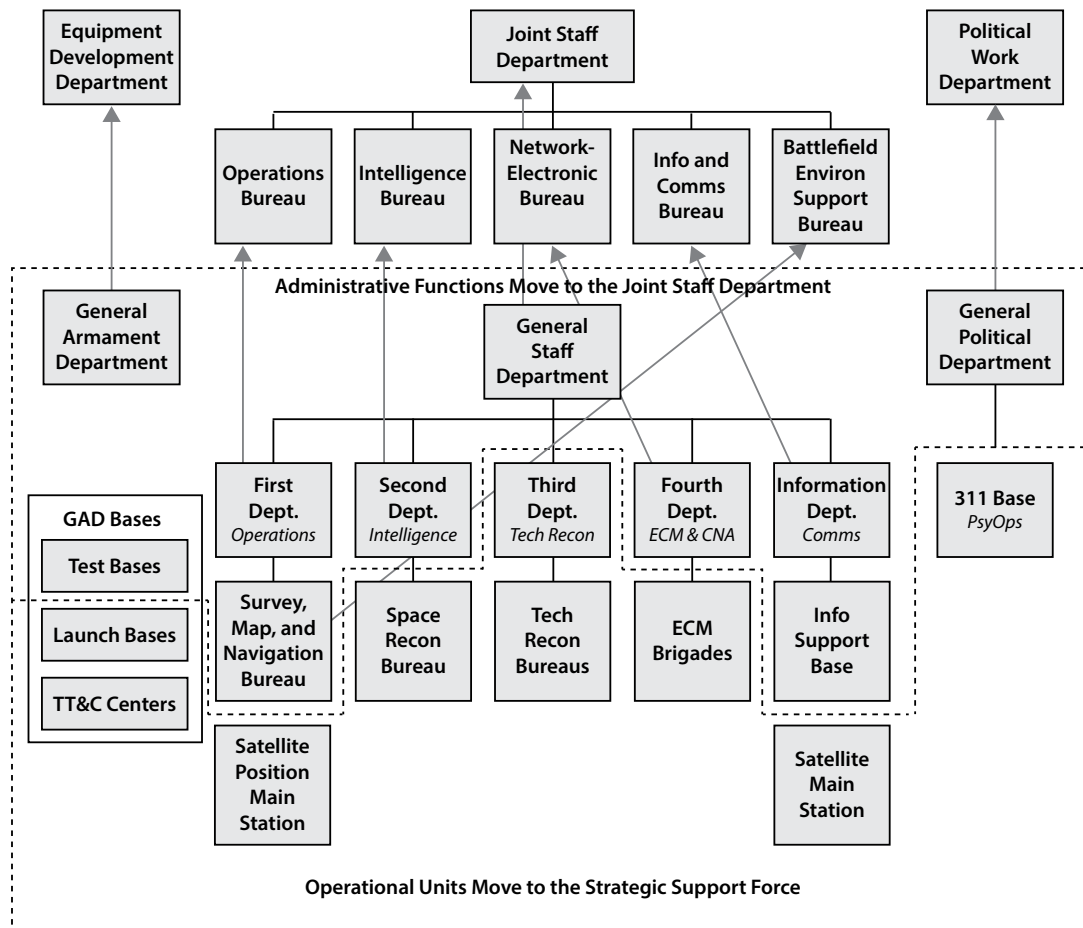 Equipment
Development
Department
Joint Staff
Department
Political
Work
Department
Operations
Bureau
Intelligence
Bureau
Network-
Electronic
Bureau
Info and
Comms
Bureau
Battlefield
Environ
Support
Bureau
Administrative Functions Move to the Joint Staff Department
General
Armament
Department
General
Staff
Department
General
Political
Department
First
Dept.
Operations
Second
Dept.
Intelligence
Third
Dept.
Tech Recon
Fourth
Dept.
ECM & CNA
Information
Dept.
Comms
311 Base
PsyOps
GAD Bases
Test Bases
Launch Bases
TT&C Centers
Survey,
Map, and
Navigation
Bureau
Space
Recon
Bureau
Tech
Recon
Bureaus
ECM
Brigades
Info
Support
Base
Satellite
Position
Main
Station
Satellite
Main
Station
Operational Units Move to the Strategic Support Force